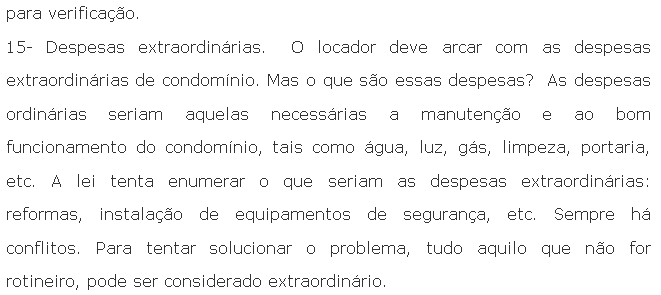 para verificação.
15- Despesas extraordinárias. O locador deve arcar com as despesas
extraordinárias de condomínio. Mas o que são essas despesas? As despesas
ordinárias seriam aquelas necessárias a manutenção e ao bom
funcionamento do condomínio, tais como água, luz, gás, limpeza, portaria,
etc. A lei tenta enumerar o que seriam as despesas extraordinárias:
reformas, instalação de equipamentos de segurança, etc. Sempre há
conflitos. Para tentar solucionar o problema, tudo aquilo que não for
rotineiro, pode ser considerado extraordinário.